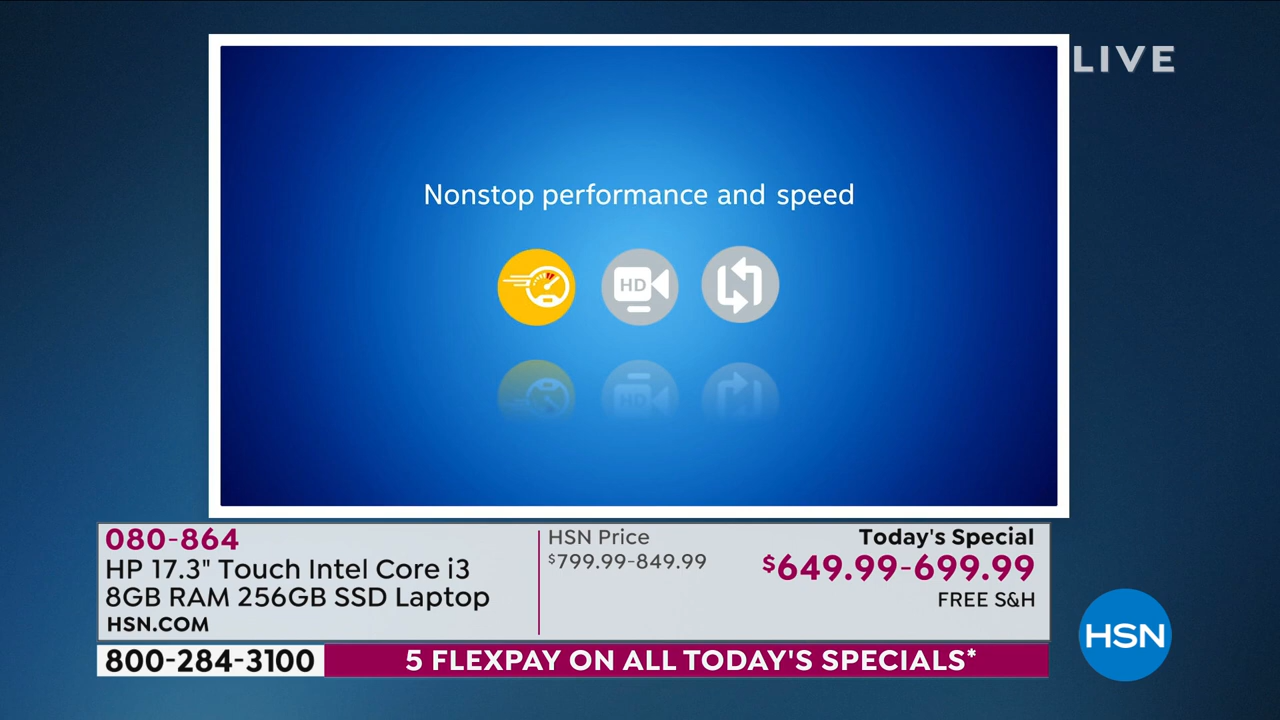 LIVE
Nonstop performance and speed
HD
080-864
HP 17.3" Touch Intel Core i3
8GB RAM 256GB SSD Laptop
HSN.COM
HSN Price
$799.99-849.99
Today's Special
$649.99-699.99
FREE S&H
800-284-3100
5 FLEXPAY ON ALL TODAY'S SPECIALS*
HSN